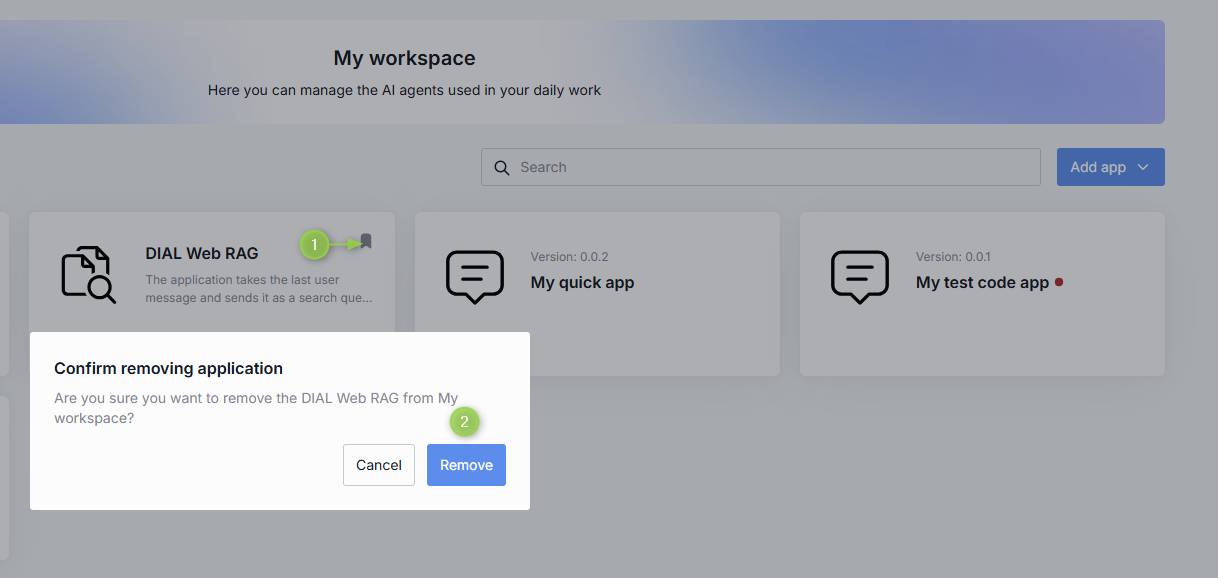 My workspace
Here you can manage the AI agents used in your daily work
Search
Add app
DIAL Web RAG
1
The application takes the last user
message and sends it as a search que...
Version: 0.0.2
My quick app
Version: 0.0.1
My test code app
Confirm removing application
Are you sure you want to remove the DIAL Web RAG from My
workspace?
2
Cancel
Remove